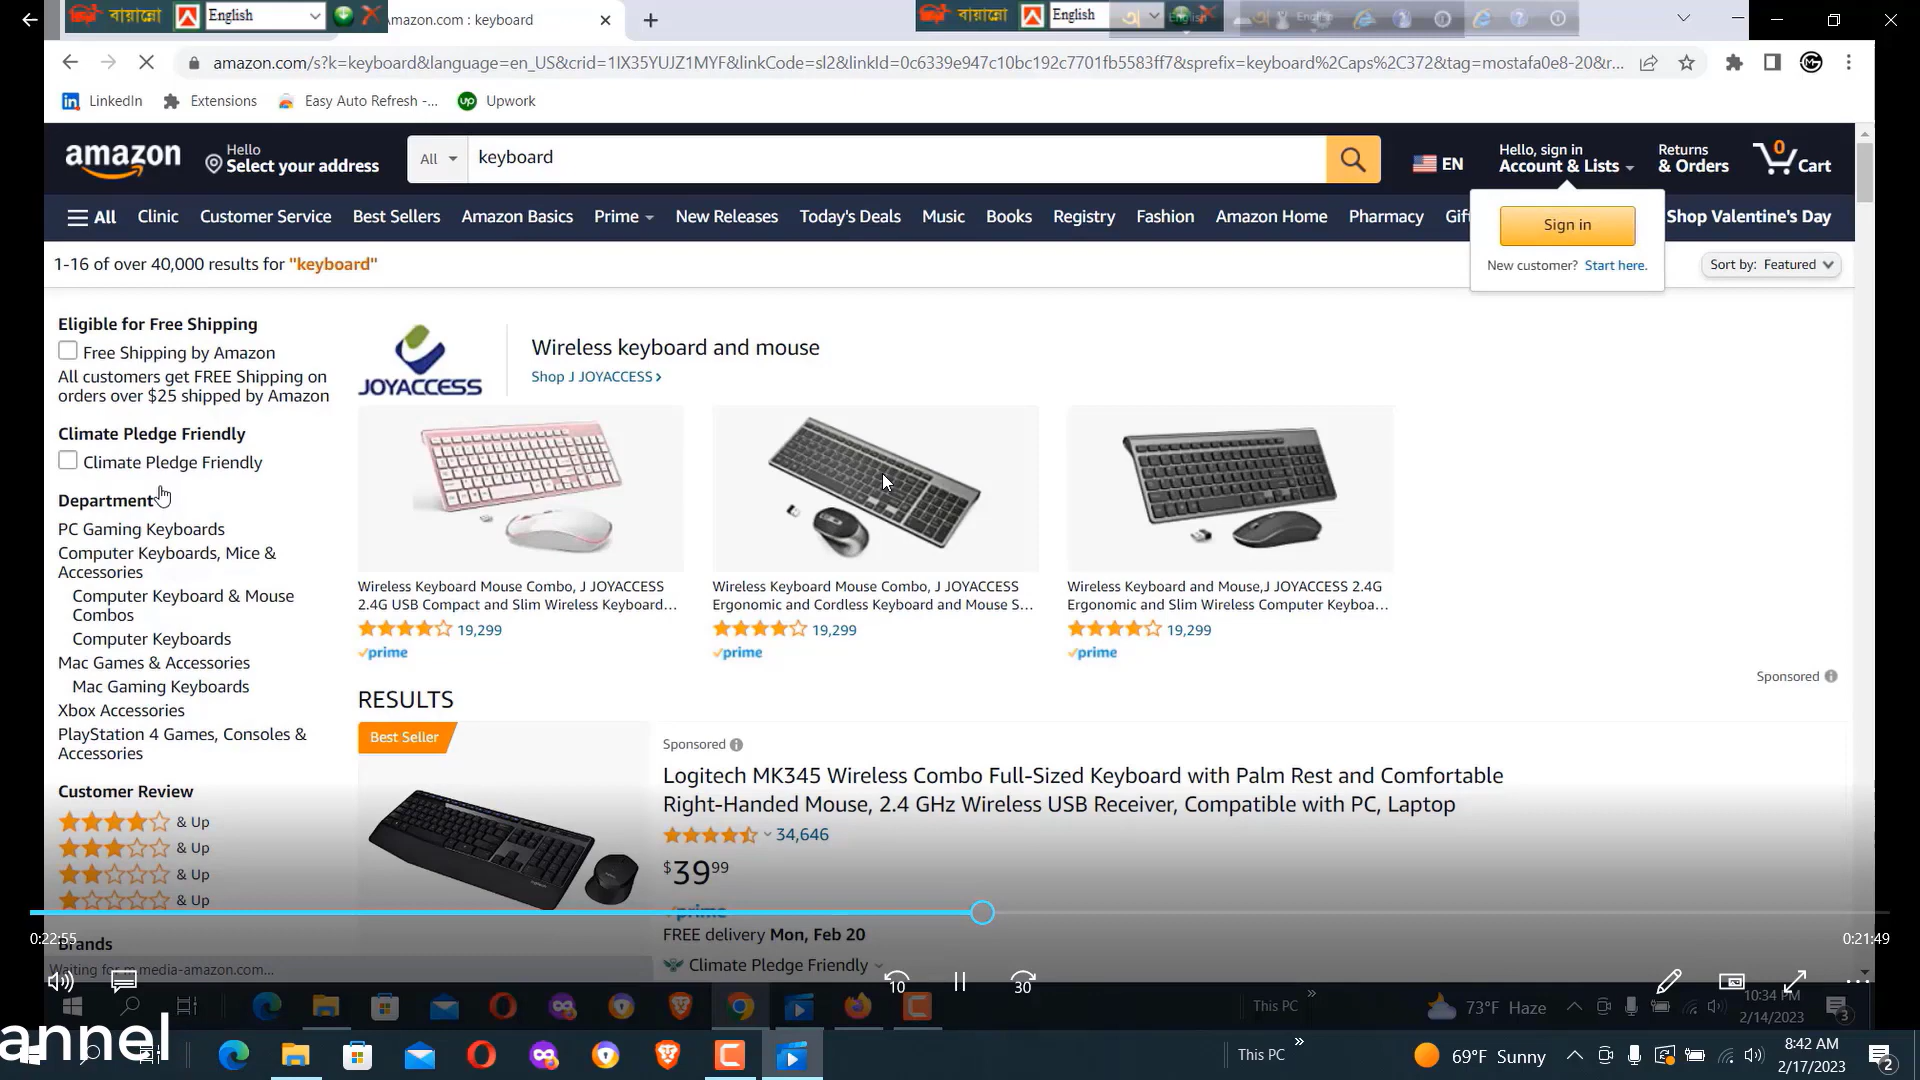 বায়ান্নো English
Amazon.com : keyboard
বায়ান্নো English
amazon.com/s?k=keyboard&language=en_US&crid=1IX35YUJZ1MYF&linkCode=sl2&linkId=0c6339e947c10bc192c7701fb5583ff7&sprefix=keyboard%2Caps%2C372&tag=mostafa0e8-20&r...
LinkedIn Extensions Easy Auto Refresh -... Upwork
amazon
Hello
Select your address
All
keyboard
EN
Hello, sign in
Account & Lists
Returns
& Orders
0
Cart
All Clinic Customer Service Best Sellers Amazon Basics Prime New Releases Today's Deals Music Books Registry Fashion Amazon Home Pharmacy Gift Shop Valentine's Day
Sign in
New customer? Start here.
1-16 of over 40,000 results for "keyboard"
Sort by: Featured
Eligible for Free Shipping
Free Shipping by Amazon
All customers get FREE Shipping on
orders over $25 shipped by Amazon
Climate Pledge Friendly
Climate Pledge Friendly
Department
PC Gaming Keyboards
Computer Keyboards, Mice &
Accessories
Computer Keyboard & Mouse
Combos
Computer Keyboards
Mac Games & Accessories
Mac Gaming Keyboards
Xbox Accessories
PlayStation 4 Games, Consoles &
Accessories
Customer Review
& Up
& Up
& Up
& Up
Brands
JOYACCESS
Wireless keyboard and mouse
Shop J JOYACCESS ›
Wireless Keyboard Mouse Combo, J JOYACCESS
2.4G USB Compact and Slim Wireless Keyboard...
19,299
prime
Wireless Keyboard Mouse Combo, J JOYACCESS
Ergonomic and Cordless Keyboard and Mouse S...
19,299
prime
Wireless Keyboard and Mouse,J JOYACCESS 2.4G
Ergonomic and Slim Wireless Computer Keyboa...
19,299
prime
Sponsored
RESULTS
Best Seller
Sponsored
Logitech MK345 Wireless Combo Full-Sized Keyboard with Palm Rest and Comfortable
Right-Handed Mouse, 2.4 GHz Wireless USB Receiver, Compatible with PC, Laptop
34,646
$39 99
prime
FREE delivery Mon, Feb 20
Climate Pledge Friendly
0:22:55
0:21:49
Waiting for m.media-amazon.com...
10
30
This PC
73°F Haze
10:34 PM
2/14/2023
3
annel
This PC
69°F Sunny
8:42 AM
2/17/2023
2